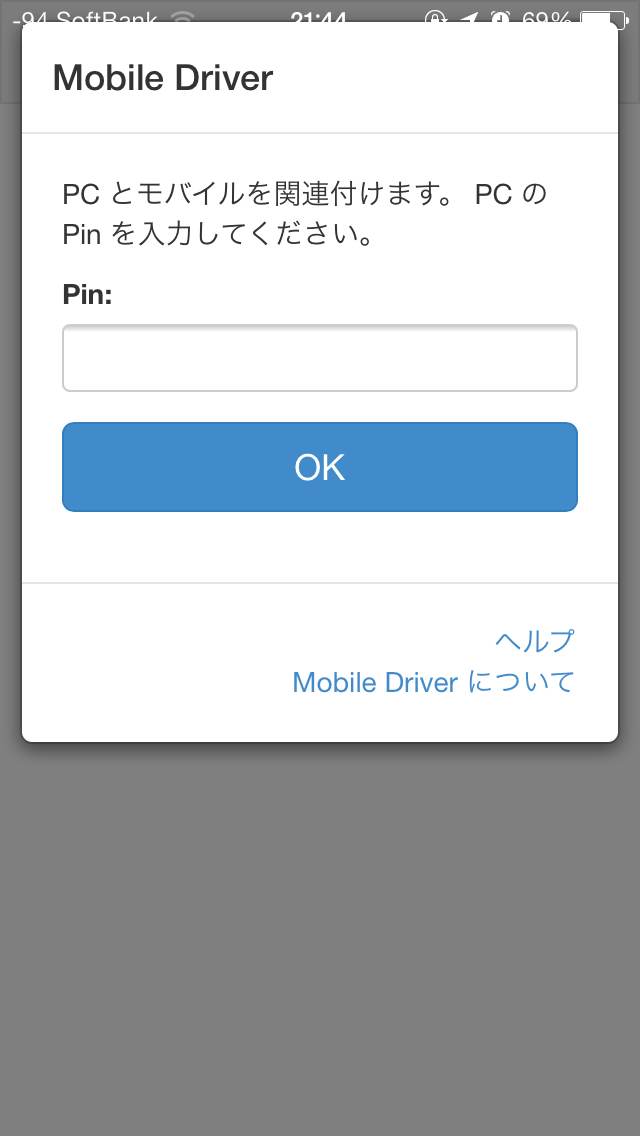 -94 SoftBank 21:44 69%
Mobile Driver
PC とモバイルを関連付けます。 PC の
Pin を入力してください。
Pin:
OK
ヘルプ
Mobile Driver について